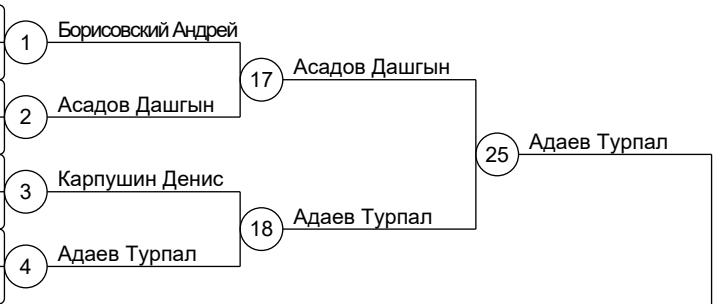 1
Борисовский Андрей
17
Асадов Дашгын
2
Асадов Дашгын
25
Адаев Турпал
3
Карпушин Денис
18
Адаев Турпал
4
Адаев Турпал